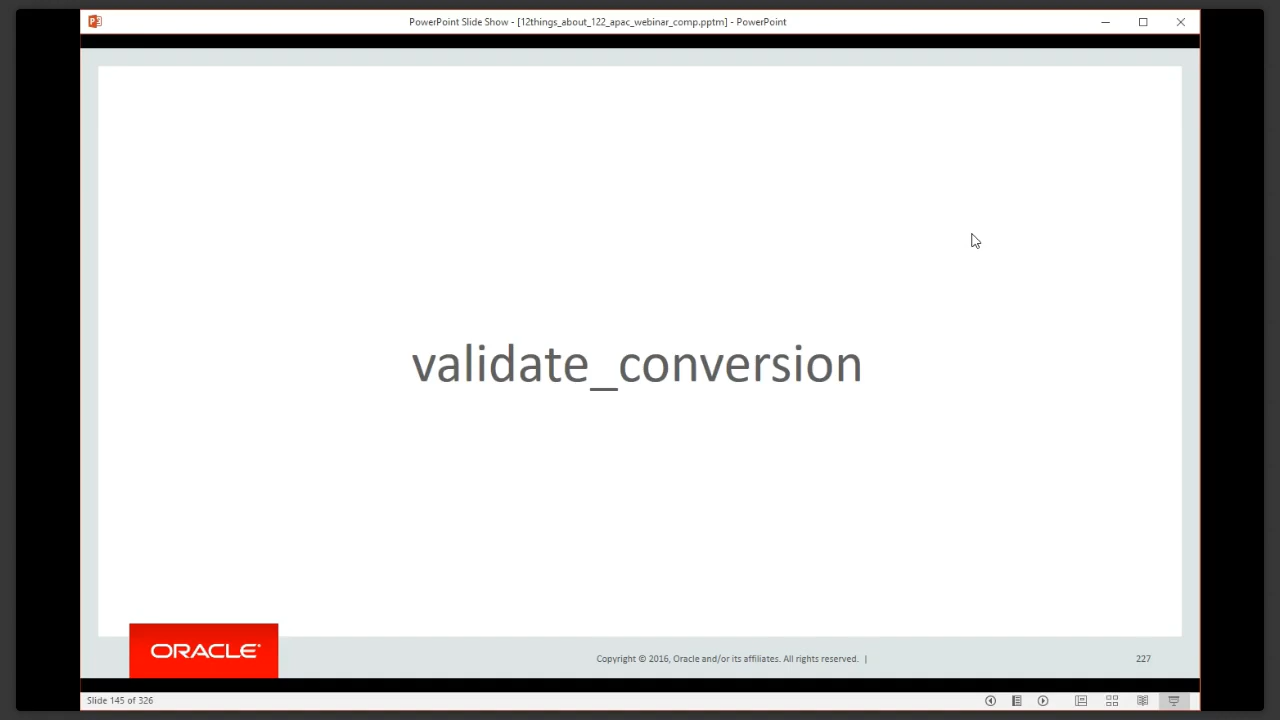 PowerPoint Slide Show - [12things_about_122_apac_webinar_comp.pptm] - PowerPoint
validate_conversion
ORACLE
Copyright © 2016, Oracle and/or its affiliates. All rights reserved. |
227
Slide 145 of 326